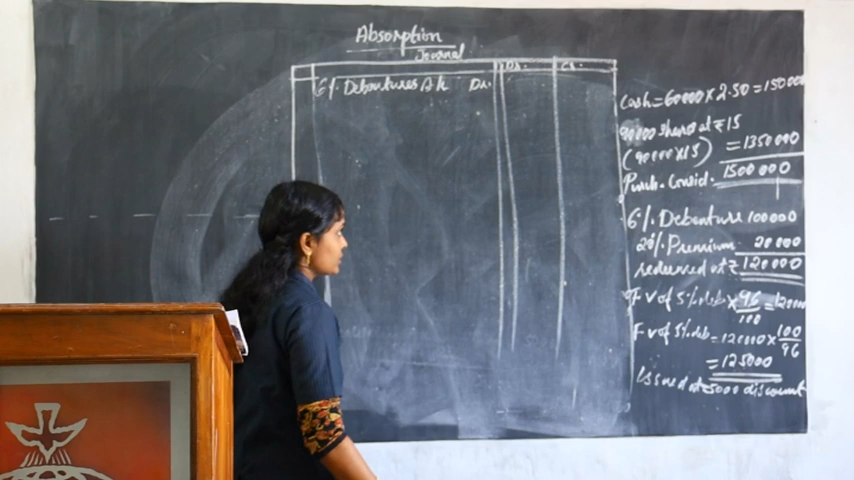 Absorption
Journal
Dr. Cr.
6%. Debentures A/c Dr.
Cash = 60000 × 2.50 = 150000
90000 shares at ₹ 15
(90000×15) = 1350000
Purch. Consid. 1500000
6%. Debenture 100000
20%. Premium 20000
redeemed at ₹ 120000
F V of 5% deb × 96/100 = 120000
F v of 5% deb = 120000 × 100/96
= 125000
Issued at 5000 discount